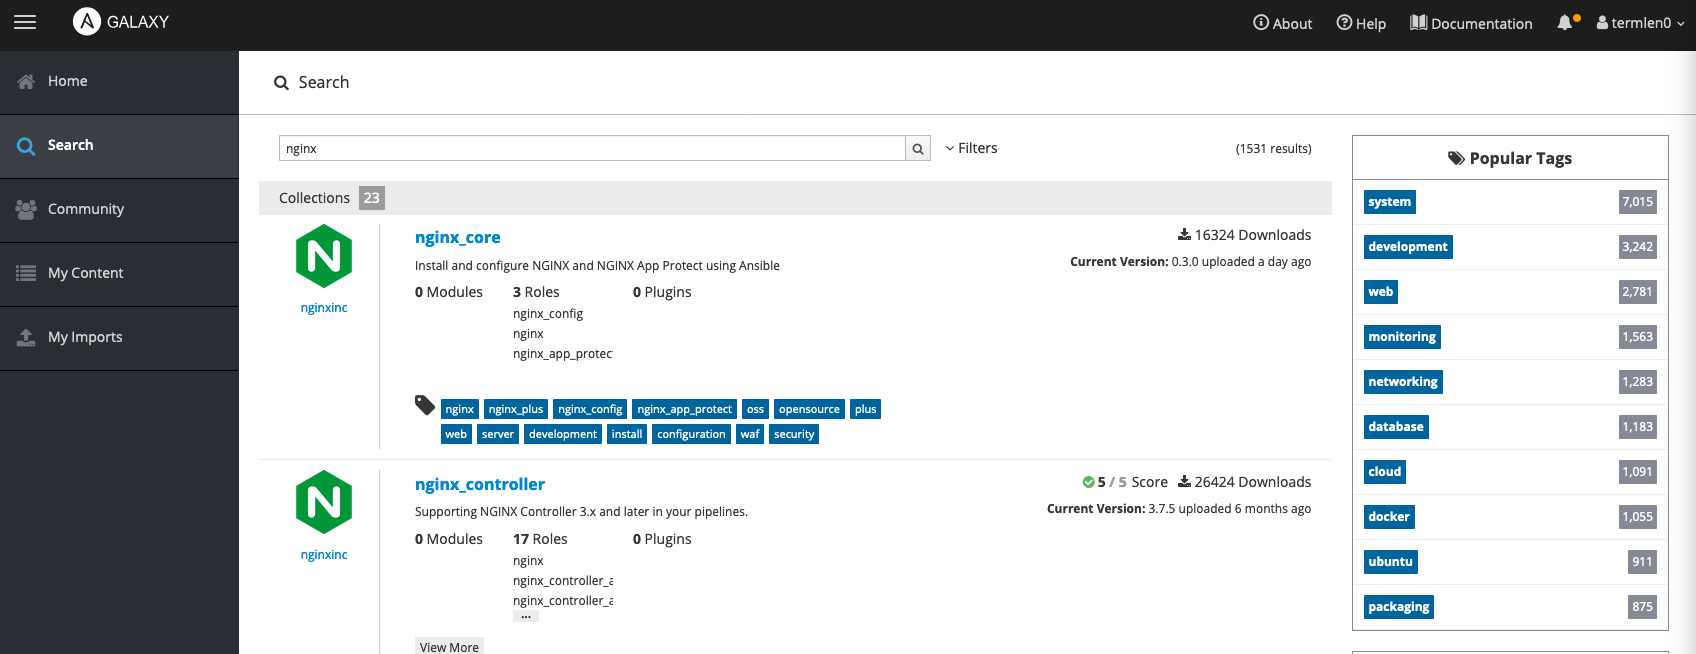 GALAXY
About
Help
Documentation
termlen0
Home
Search
Community
My Content
My Imports
Search
nginx
Filters
(1531 results)
Collections 23
nginxinc
nginx_core
16324 Downloads
Install and configure NGINX and NGINX App Protect using Ansible
Current Version: 0.3.0 uploaded a day ago
0 Modules
3 Roles
0 Plugins
nginx_config
nginx
nginx_app_protec
nginx nginx_plus nginx_config nginx_app_protect oss opensource plus
web server development install configuration waf security
nginxinc
nginx_controller
5 / 5 Score 26424 Downloads
Supporting NGINX Controller 3.x and later in your pipelines.
Current Version: 3.7.5 uploaded 6 months ago
0 Modules
17 Roles
0 Plugins
nginx
nginx_controller_a
nginx_controller_a
...
View More
Popular Tags
system 7,015
development 3,242
web 2,781
monitoring 1,563
networking 1,283
database 1,183
cloud 1,091
docker 1,055
ubuntu 911
packaging 875